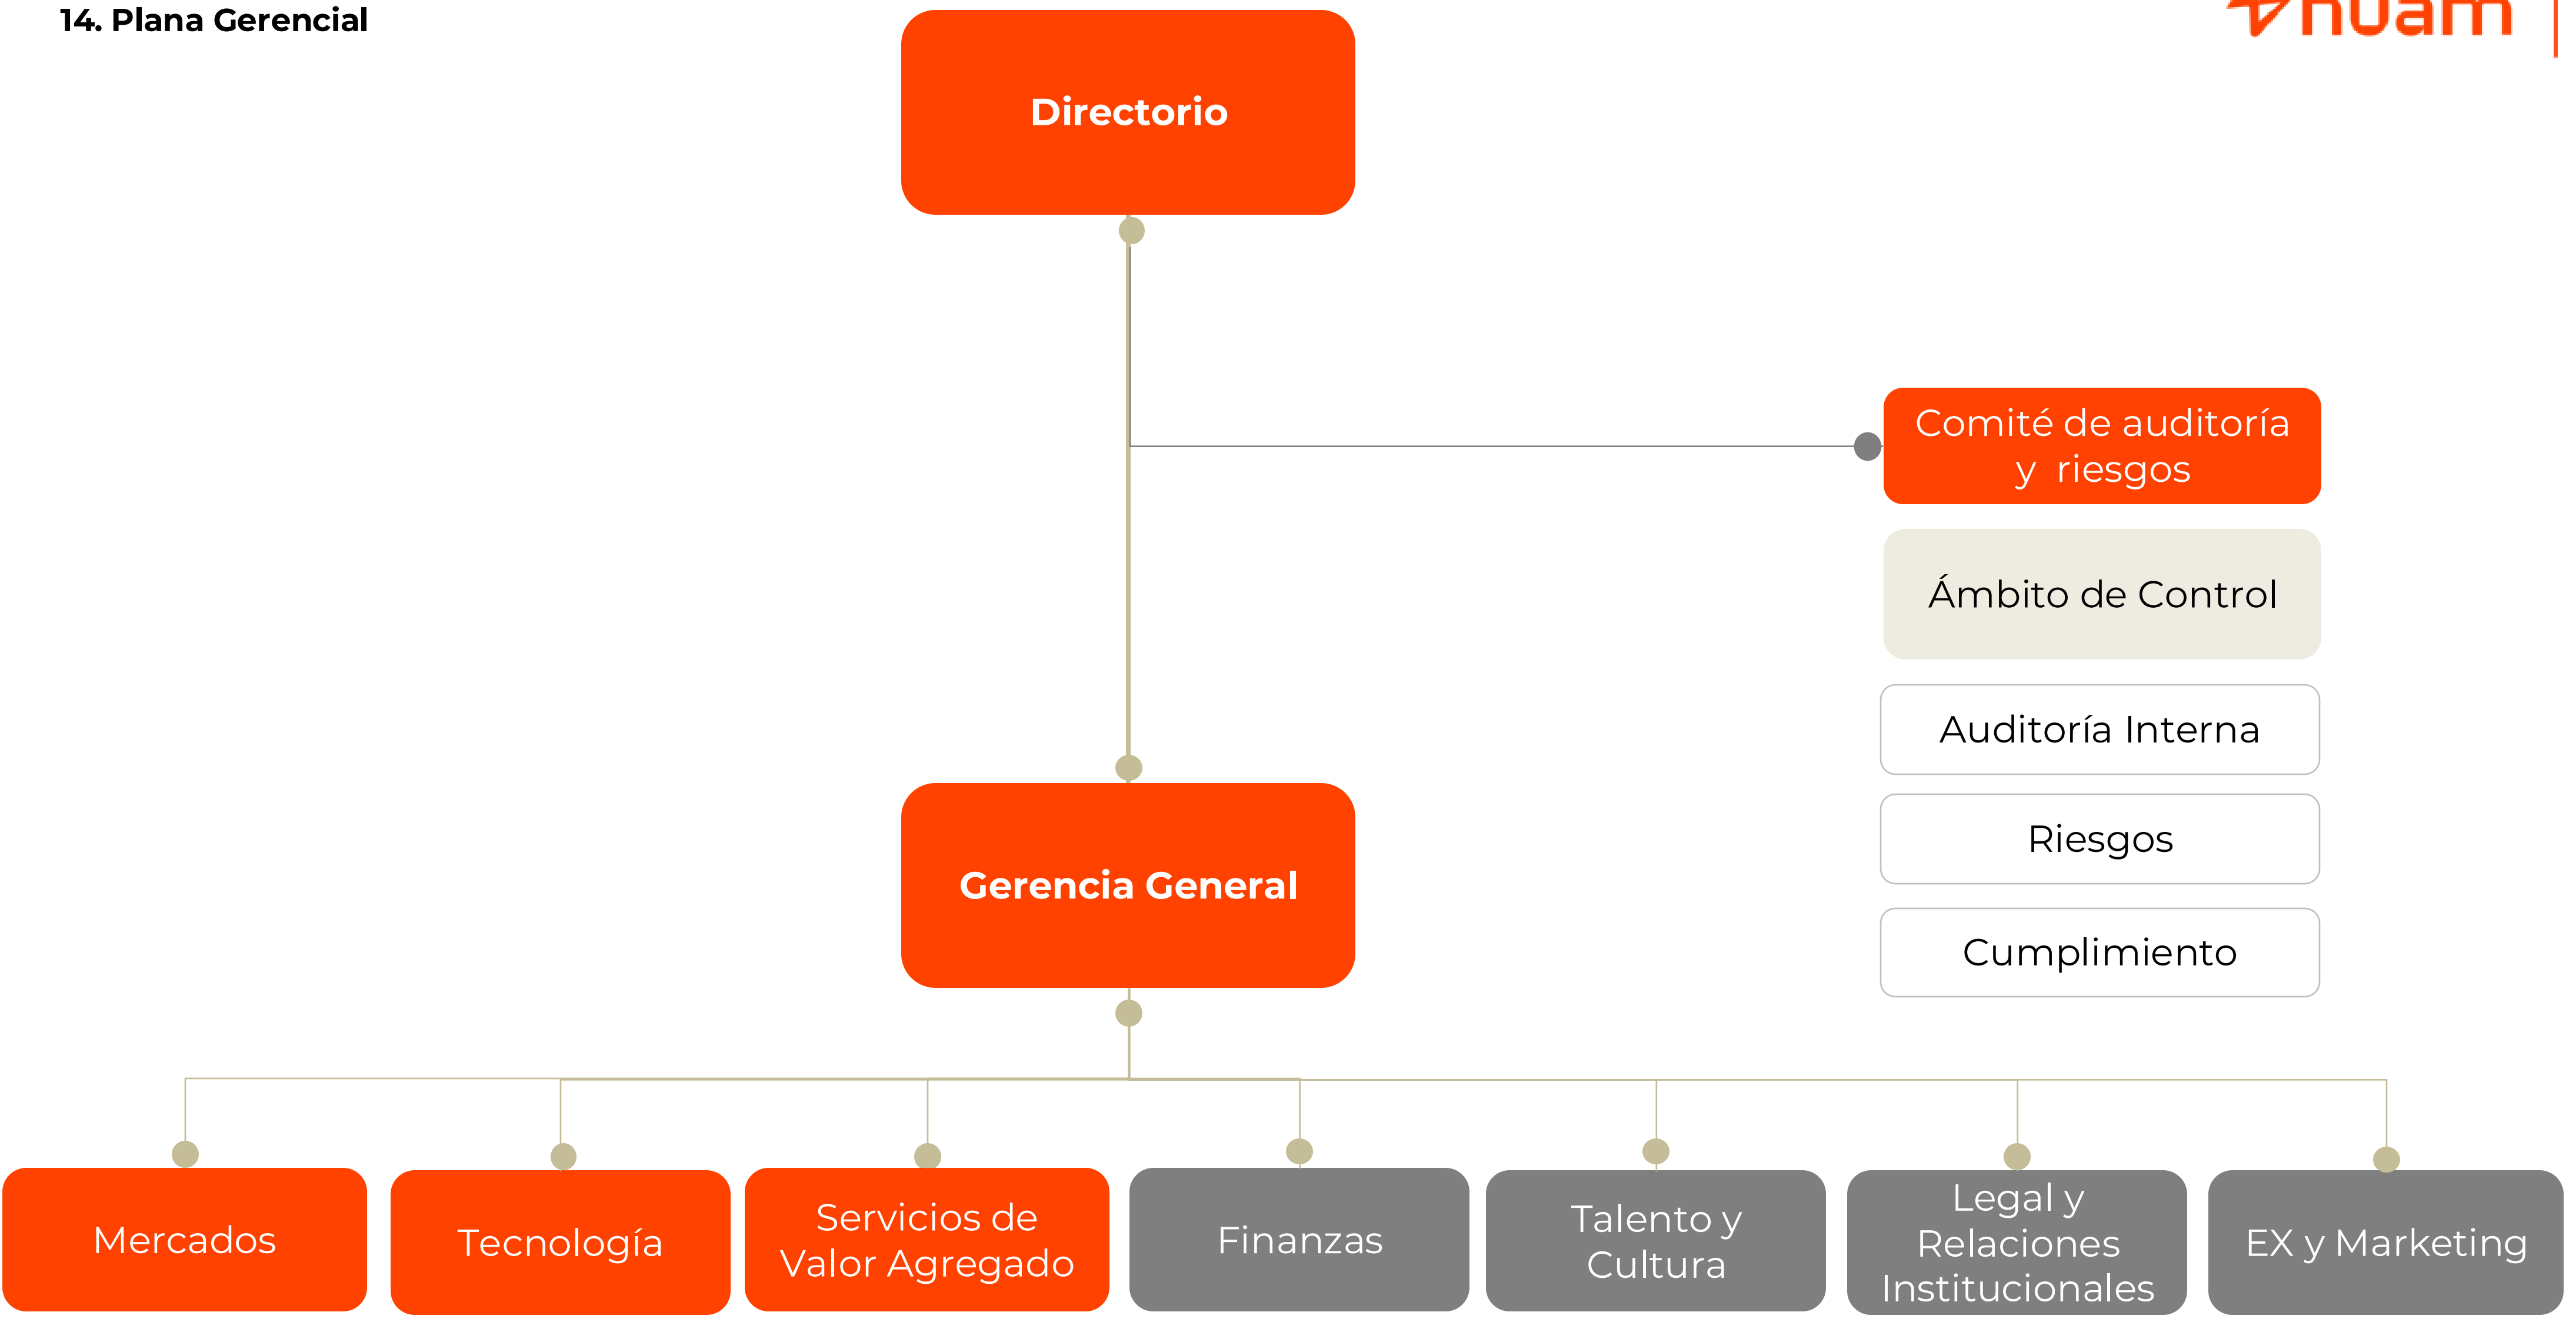 14. Plana Gerencial
nuam
Directorio
Comité de auditoría
y riesgos
Ámbito de Control
Auditoría Interna
Riesgos
Gerencia General
Cumplimiento
Mercados
Tecnología
Servicios de
Valor Agregado
Finanzas
Talento y
Cultura
Legal y
Relaciones
Institucionales
EX y Marketing